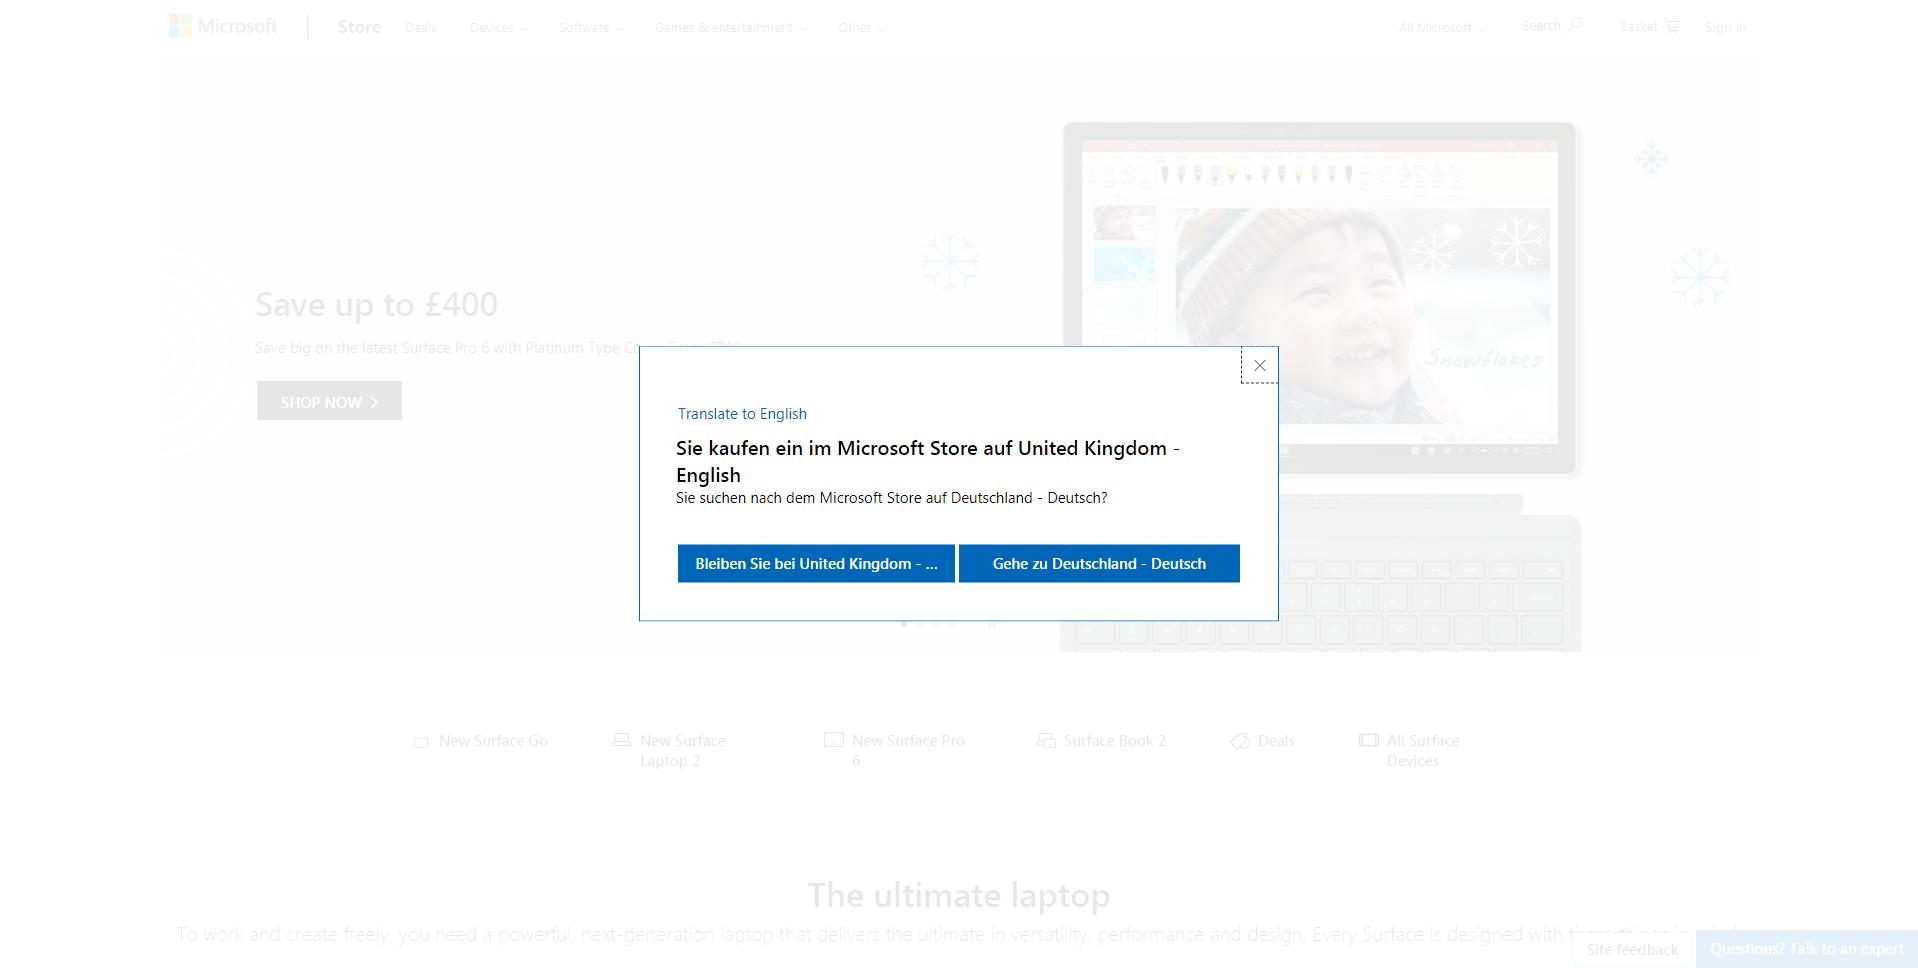 Microsoft
Store
Deals
Devices
Software
Games & entertainment
Other
All Microsoft
Search
Basket
Sign in
Save up to £400
Save big on the latest Surface Pro 6 with Platinum Type
SHOP NOW
Snowflakes
Translate to English
Sie kaufen ein im Microsoft Store auf United Kingdom -
English
Sie suchen nach dem Microsoft Store auf Deutschland - Deutsch?
Bleiben Sie bei United Kingdom - ...
Gehe zu Deutschland - Deutsch
New Surface Go
New Surface
Laptop 2
New Surface Pro
6
Surface Book 2
Deals
All Surface
Devices
The ultimate laptop
To work and create freely, you need a powerful, next-generation laptop that delivers the ultimate in versatility, performance and design. Every Surface is designed with
Site feedback
Questions? Talk to an expert